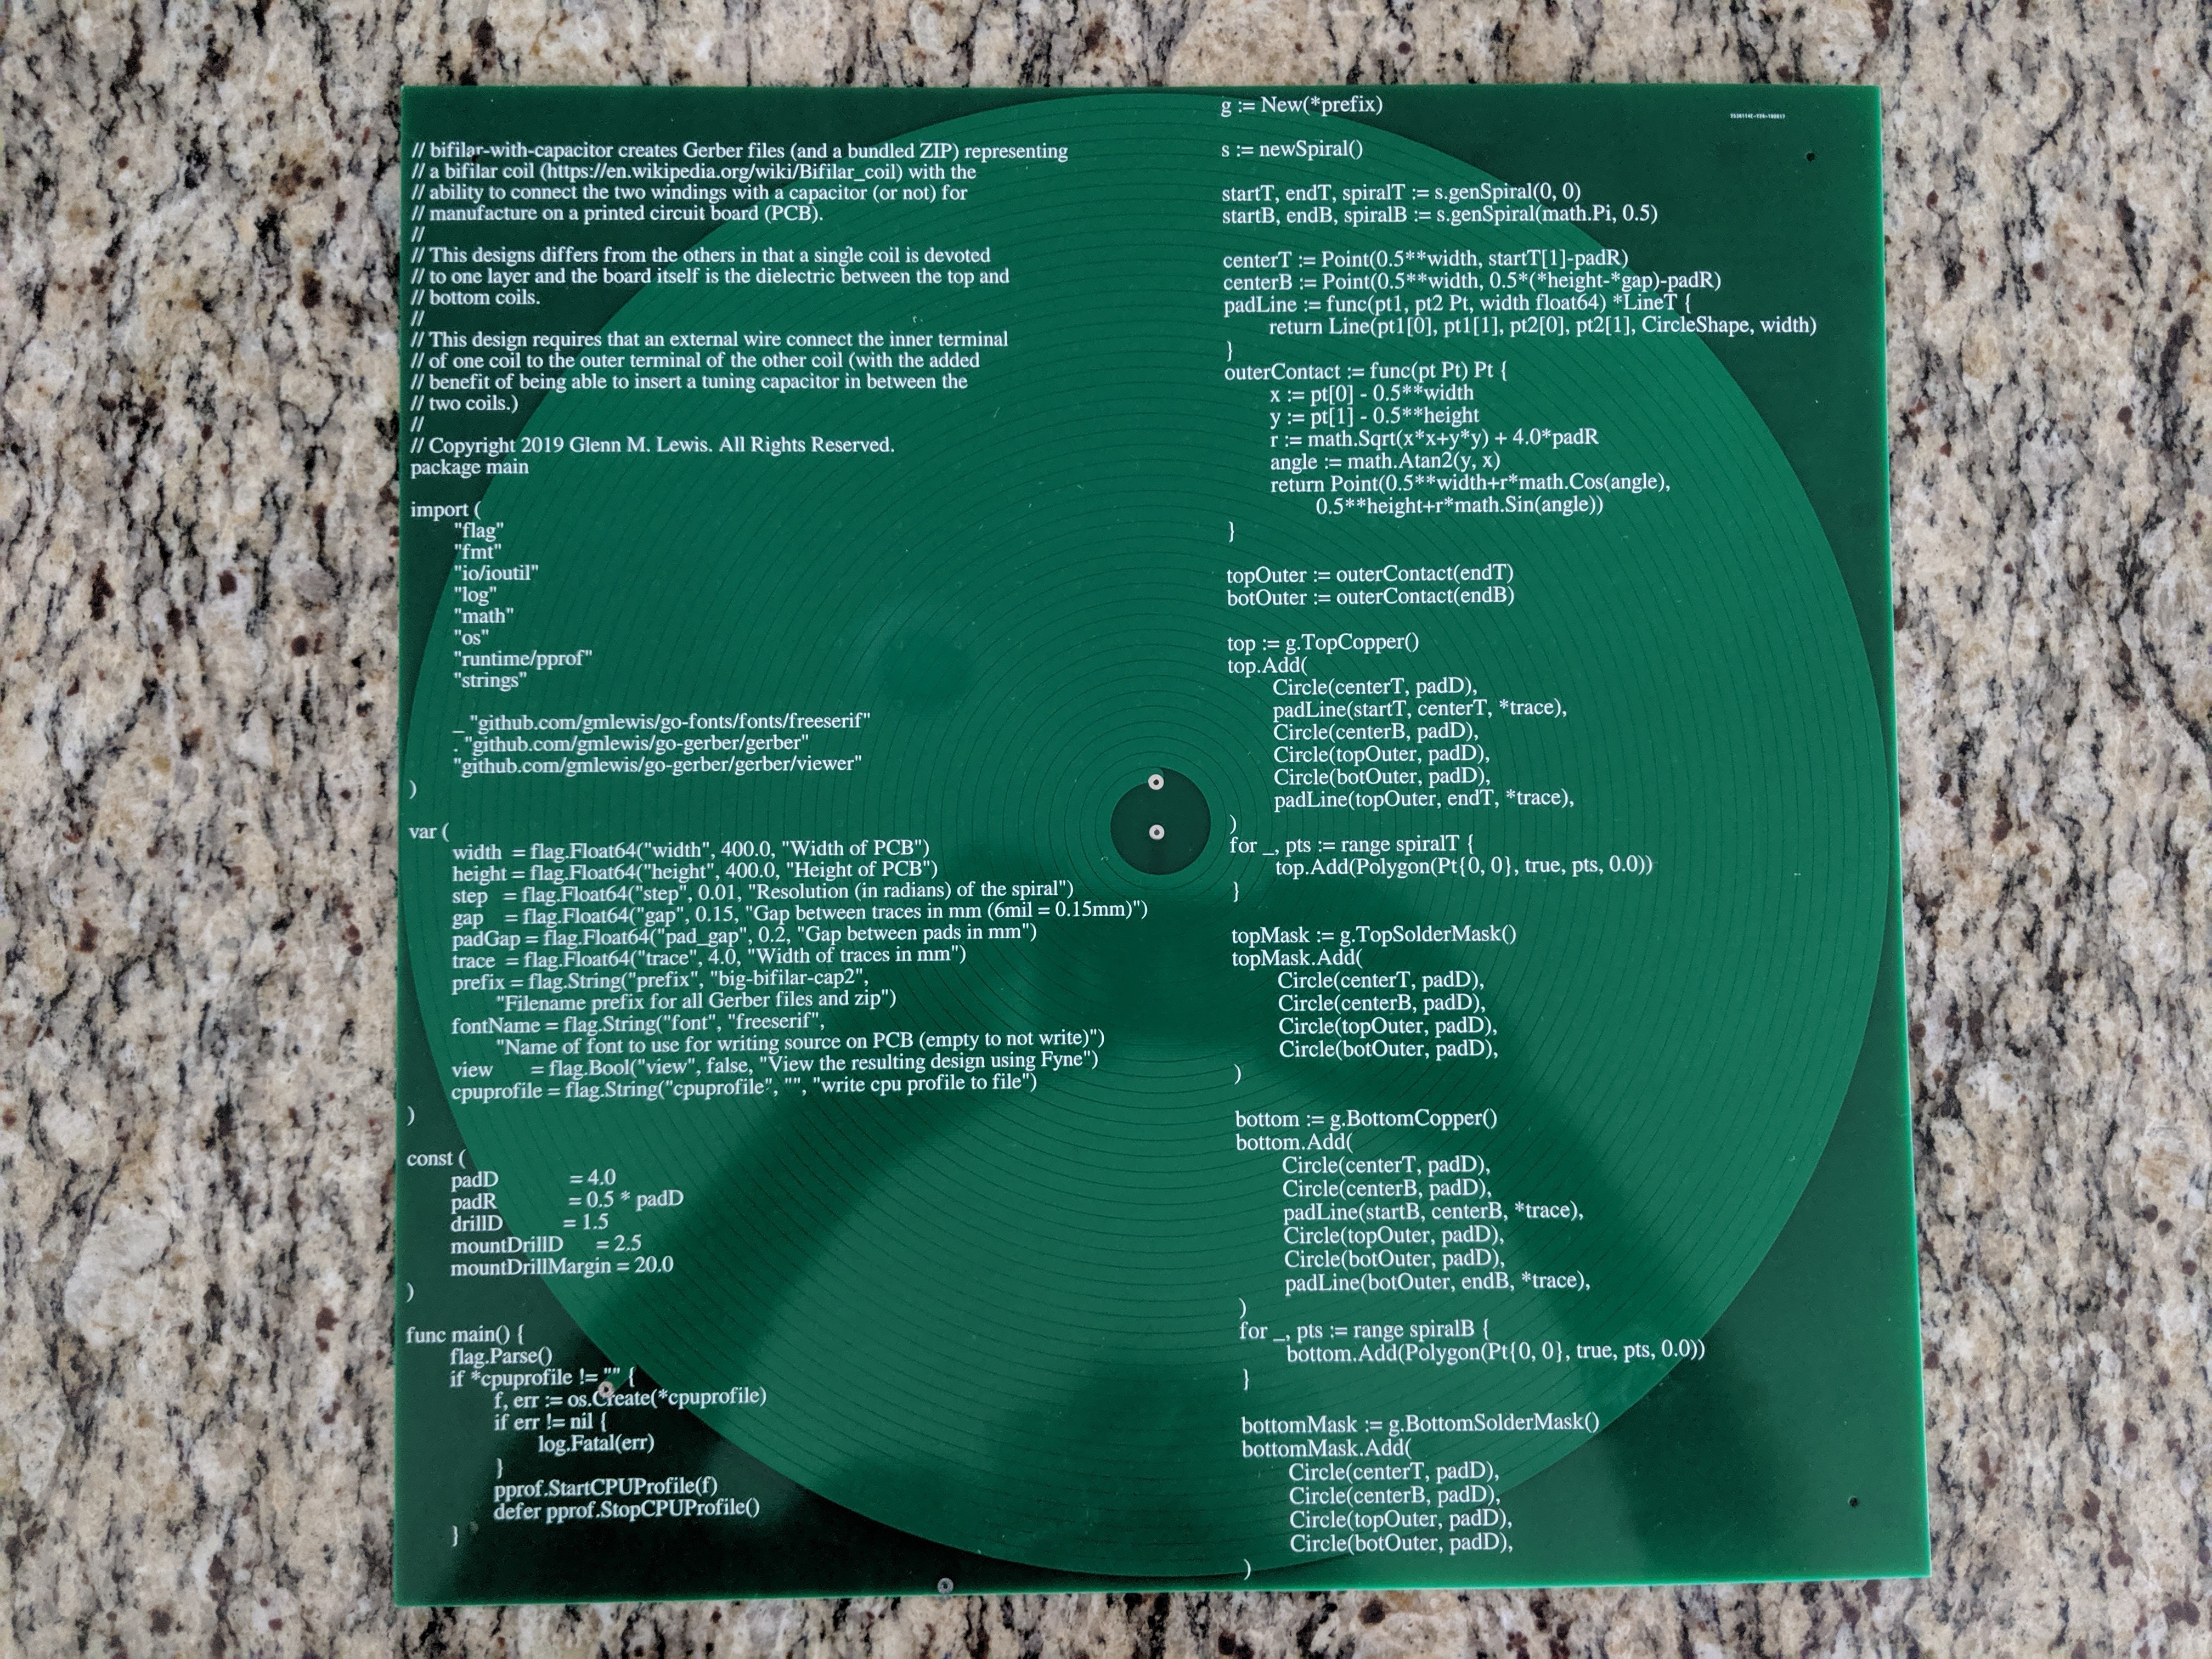 // bifilar-with-capacitor creates Gerber files (and a bundled ZIP) representing
// a bifilar coil (https://en.wikipedia.org/wiki/Bifilar_coil) with the
// ability to connect the two windings with a capacitor (or not) for
// manufacture on a printed circuit board (PCB).
//
// This designs differs from the others in that a single coil is devoted
// to one layer and the board itself is the dielectric between the top and
// bottom coils.
//
// This design requires that an external wire connect the inner terminal
// of one coil to the outer terminal of the other coil (with the added
// benefit of being able to insert a tuning capacitor in between the
// two coils.)
//
// Copyright 2019 Glenn M. Lewis. All Rights Reserved.
package main
import (
"flag"
"fmt"
"io/ioutil"
"log"
"math"
"os"
"runtime/pprof"
"strings"
_ "github.com/gmlewis/go-fonts/fonts/freeserif"
. "github.com/gmlewis/go-gerber/gerber"
"github.com/gmlewis/go-gerber/gerber/viewer"
)
var (
width = flag.Float64("width", 400.0, "Width of PCB")
height = flag.Float64("height", 400.0, "Height of PCB")
step = flag.Float64("step", 0.01, "Resolution (in radians) of the spiral")
gap = flag.Float64("gap", 0.15, "Gap between traces in mm (6mil = 0.15mm)")
padGap = flag.Float64("pad_gap", 0.2, "Gap between pads in mm")
trace = flag.Float64("trace", 4.0, "Width of traces in mm")
prefix = flag.String("prefix", "big-bifilar-cap2",
"Filename prefix for all Gerber files and zip")
fontName = flag.String("font", "freeserif",
"Name of font to use for writing source on PCB (empty to not write)")
view = flag.Bool("view", false, "View the resulting design using Fyne")
cpuprofile = flag.String("cpuprofile", "", "write cpu profile to file")
)
const (
padD = 4.0
padR = 0.5 * padD
drillD = 1.5
mountDrillD = 2.5
mountDrillMargin = 20.0
)
func main() {
flag.Parse()
if *cpuprofile != "" {
f, err := os.Create(*cpuprofile)
if err != nil {
log.Fatal(err)
}
pprof.StartCPUProfile(f)
defer pprof.StopCPUProfile()
}
g := New(*prefix)
s := newSpiral()
startT, endT, spiralT := s.genSpiral(0, 0)
startB, endB, spiralB := s.genSpiral(math.Pi, 0.5)
centerT := Point(0.5**width, startT[1]-padR)
centerB := Point(0.5**width, 0.5*(*height-*gap)-padR)
padLine := func(pt1, pt2 Pt, width float64) *LineT {
return Line(pt1[0], pt1[1], pt2[0], pt2[1], CircleShape, width)
}
outerContact := func(pt Pt) Pt {
x := pt[0] - 0.5**width
y := pt[1] - 0.5**height
r := math.Sqrt(x*x+y*y) + 4.0*padR
angle := math.Atan2(y, x)
return Point(0.5**width+r*math.Cos(angle),
0.5**height+r*math.Sin(angle))
}
topOuter := outerContact(endT)
botOuter := outerContact(endB)
top := g.TopCopper()
top.Add(
Circle(centerT, padD),
padLine(startT, centerT, *trace),
Circle(centerB, padD),
Circle(topOuter, padD),
Circle(botOuter, padD),
padLine(topOuter, endT, *trace),
)
for _, pts := range spiralT {
top.Add(Polygon(Pt{0, 0}, true, pts, 0.0))
}
topMask := g.TopSolderMask()
topMask.Add(
Circle(centerT, padD),
Circle(centerB, padD),
Circle(topOuter, padD),
Circle(botOuter, padD),
)
bottom := g.BottomCopper()
bottom.Add(
Circle(centerT, padD),
Circle(centerB, padD),
padLine(startB, centerB, *trace),
Circle(topOuter, padD),
Circle(botOuter, padD),
padLine(botOuter, endB, *trace),
)
for _, pts := range spiralB {
bottom.Add(Polygon(Pt{0, 0}, true, pts, 0.0))
}
bottomMask := g.BottomSolderMask()
bottomMask.Add(
Circle(centerT, padD),
Circle(centerB, padD),
Circle(topOuter, padD),
Circle(botOuter, padD),
)